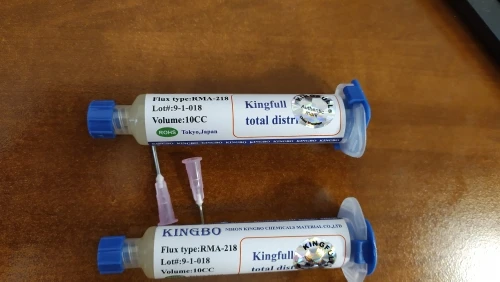 Flux type:RMA-218
Lot#:9-1-018
Volume:10CC
ROHS Tokyo,Japan
Kingfull
total distri
KINGBO NIHON KINGBO CHEMICALS MATERIAL CO.,LTD
Flux type:RMA-218
Lot#:9-1-018
Volume:10CC
Kingfull
total distri
KINGFULL